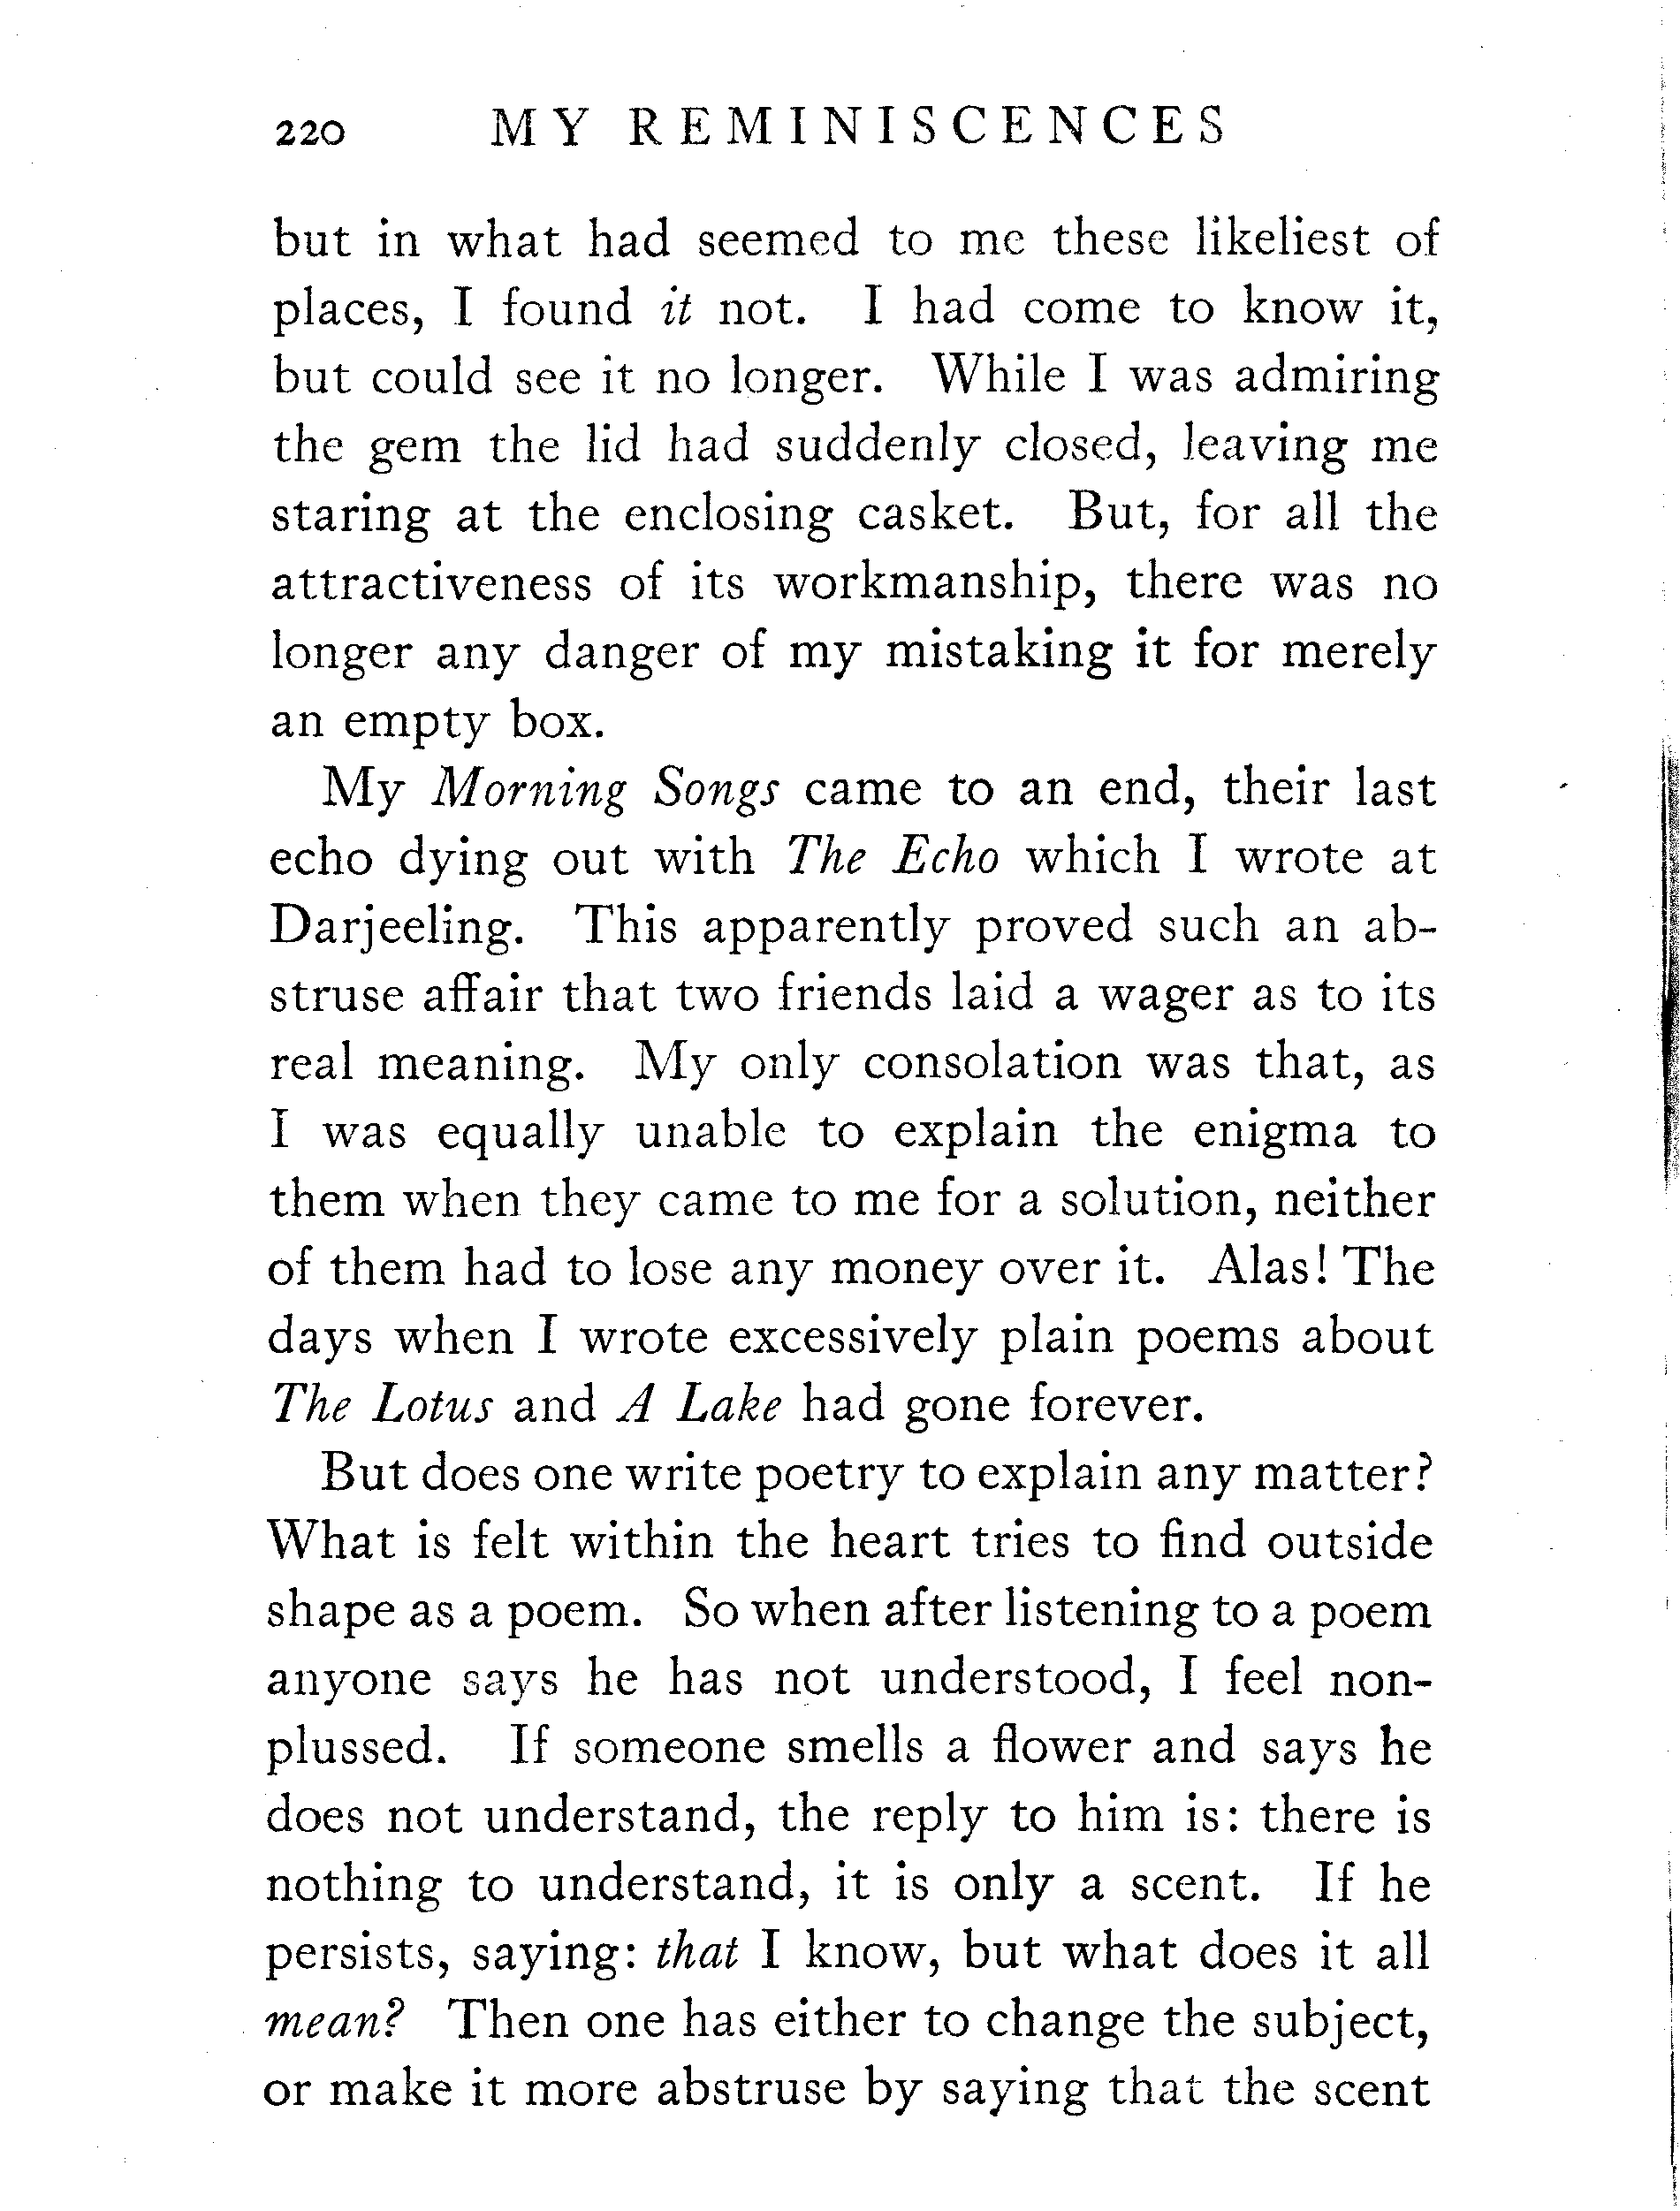 220 MY REMINISCENCES
but in what had seemed to me these likeliest of
places, I found it not. I had come to know it,
but could see it no longer. While I was admiring
the gem the lid had suddenly closed, leaving me
staring at the enclosing casket. But, for all the
attractiveness of its workmanship, there was no
longer any danger of my mistaking it for merely
an empty box.
My Morning Songs came to an end, their last
echo dying out with The Echo which I wrote at
Darjeeling. This apparently proved such an ab-
struse affair that two friends laid a wager as to its
real meaning. My only consolation was that, as
I was equally unable to explain the enigma to
them when they came to me for a solution, neither
of them had to lose any money over it. Alas! The
days when I wrote excessively plain poems about
The Lotus and A Lake had gone forever.
But does one write poetry to explain any matter?
What is felt within the heart tries to find outside
shape as a poem. So when after listening to a poem
anyone says he has not understood, I feel non-
plussed. If someone smells a flower and says he
does not understand, the reply to him is: there is
nothing to understand, it is only a scent. If he
persists, saying: that I know, but what does it all
mean? Then one has either to change the subject,
or make it more abstruse by saying that the scent